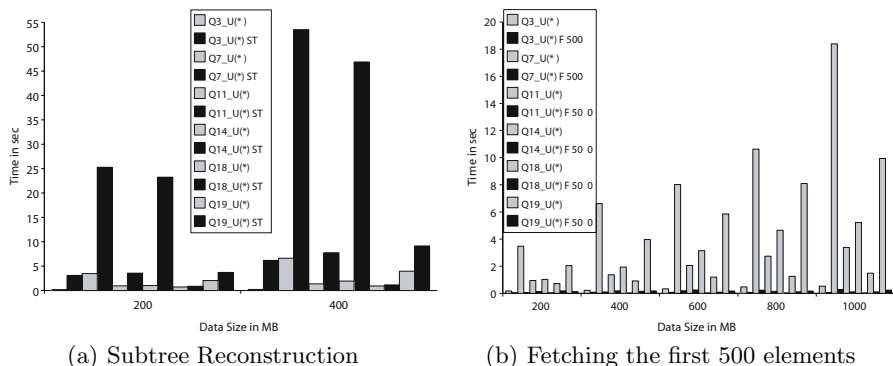 55
50
45
40
35
30
25
20
15
10
5
0
Time in sec
Q3_U(* )
Q3_U(*) ST
Q7_U(* )
Q7_U(*) ST
Q11_U(*)
Q11_U(*) ST
Q14_U(*)
Q14_U(*) ST
Q18_U(*)
Q18_U(*) ST
Q19_U(*)
Q19_U(*) ST
200
400
Data Size in MB
(a) Subtree Reconstruction
20
18
16
14
12
10
8
6
4
2
0
Time in sec
Q3_U(* )
Q3_U(*) F 500
Q7_U(* )
Q7_U(*) F 500
Q11_U(*)
Q11_U(*) F 50 0
Q14_U(*)
Q14_U(*) F 50 0
Q18_U(*)
Q18_U(*) F 50 0
Q19_U(*)
Q19_U(*) F 50 0
200
400
600
800
1000
Data Size in MB
(b) Fetching the first 500 elements